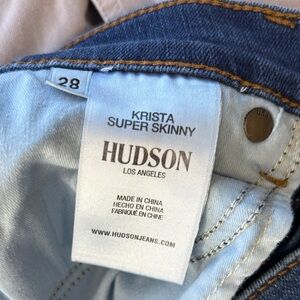 28
KRISTA
SUPER SKINNY
HUDSON
LOS ANGELES
MADE IN CHINA
HECHO EN CHINA
FABRIQUÉ EN CHINE
WWW.HUDSONJEANS.COM